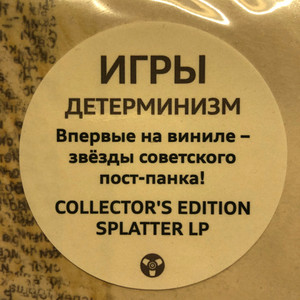 ИГРЫ
ДЕТЕРМИНИЗМ
Впервые на виниле –
звёзды советского
пост-панка!
COLLECTOR'S EDITION
SPLATTER LP